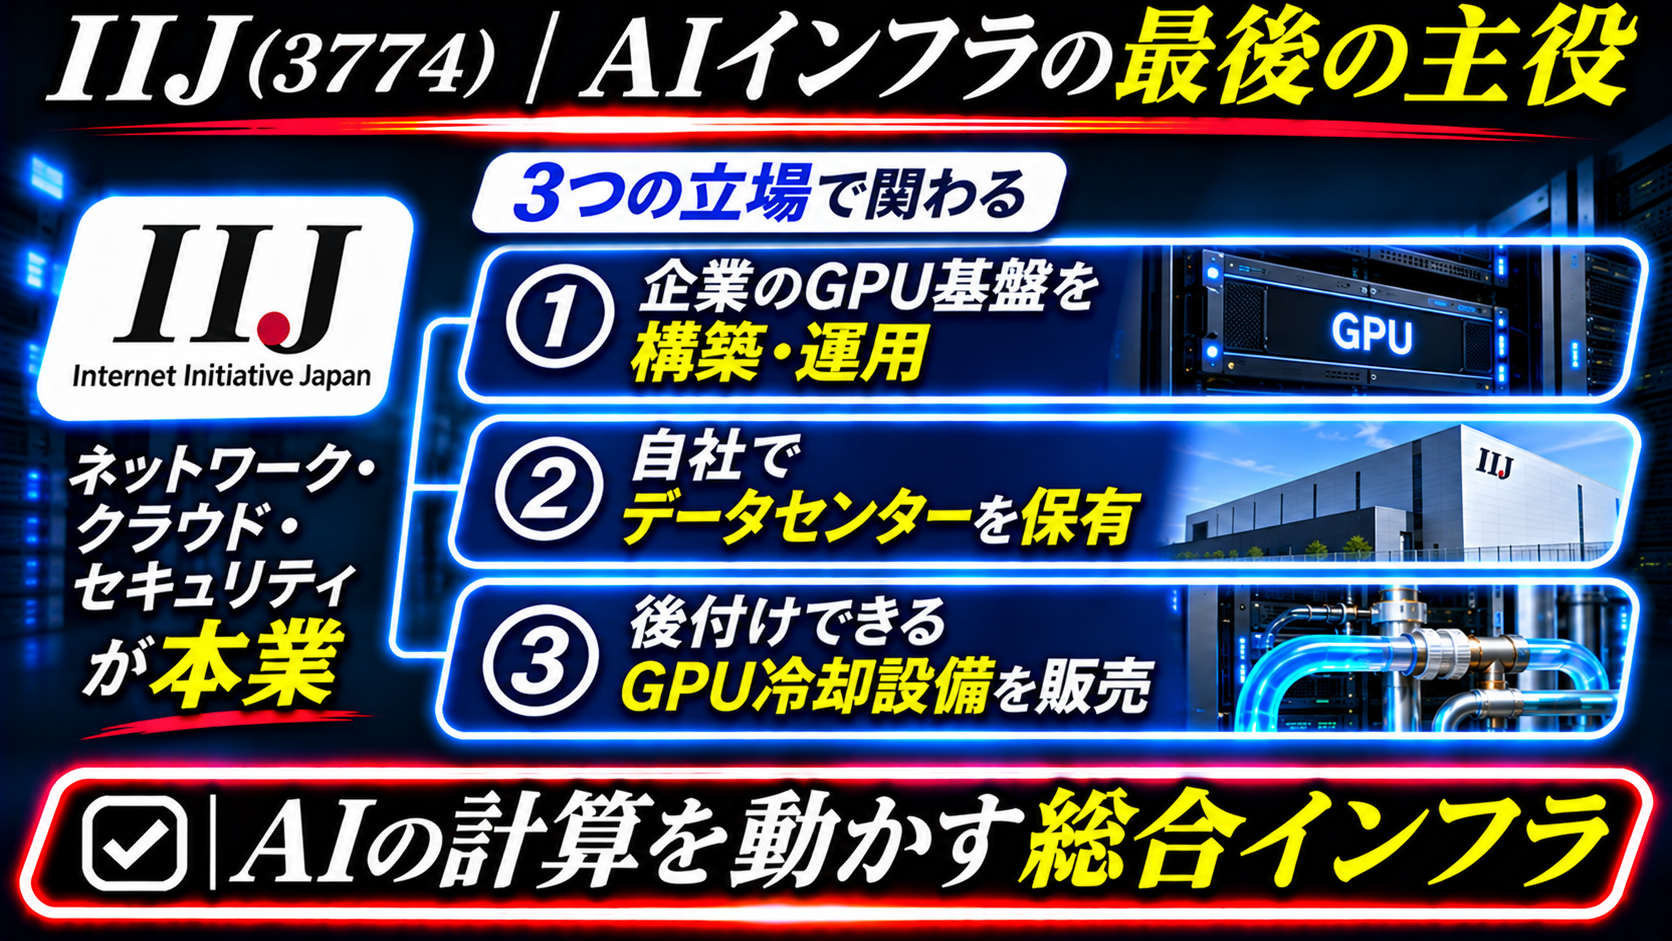 IIJ(3774) | AIインフラの最後の主役
3つの立場で関わる
IIJ
Internet Initiative Japan
ネットワーク・
クラウド・
セキュリティ
が本業
① 企業のGPU基盤を
構築・運用
GPU
② 自社で
データセンターを保有
IIJ
③ 後付けできる
GPU冷却設備を販売
AIの計算を動かす総合インフラ